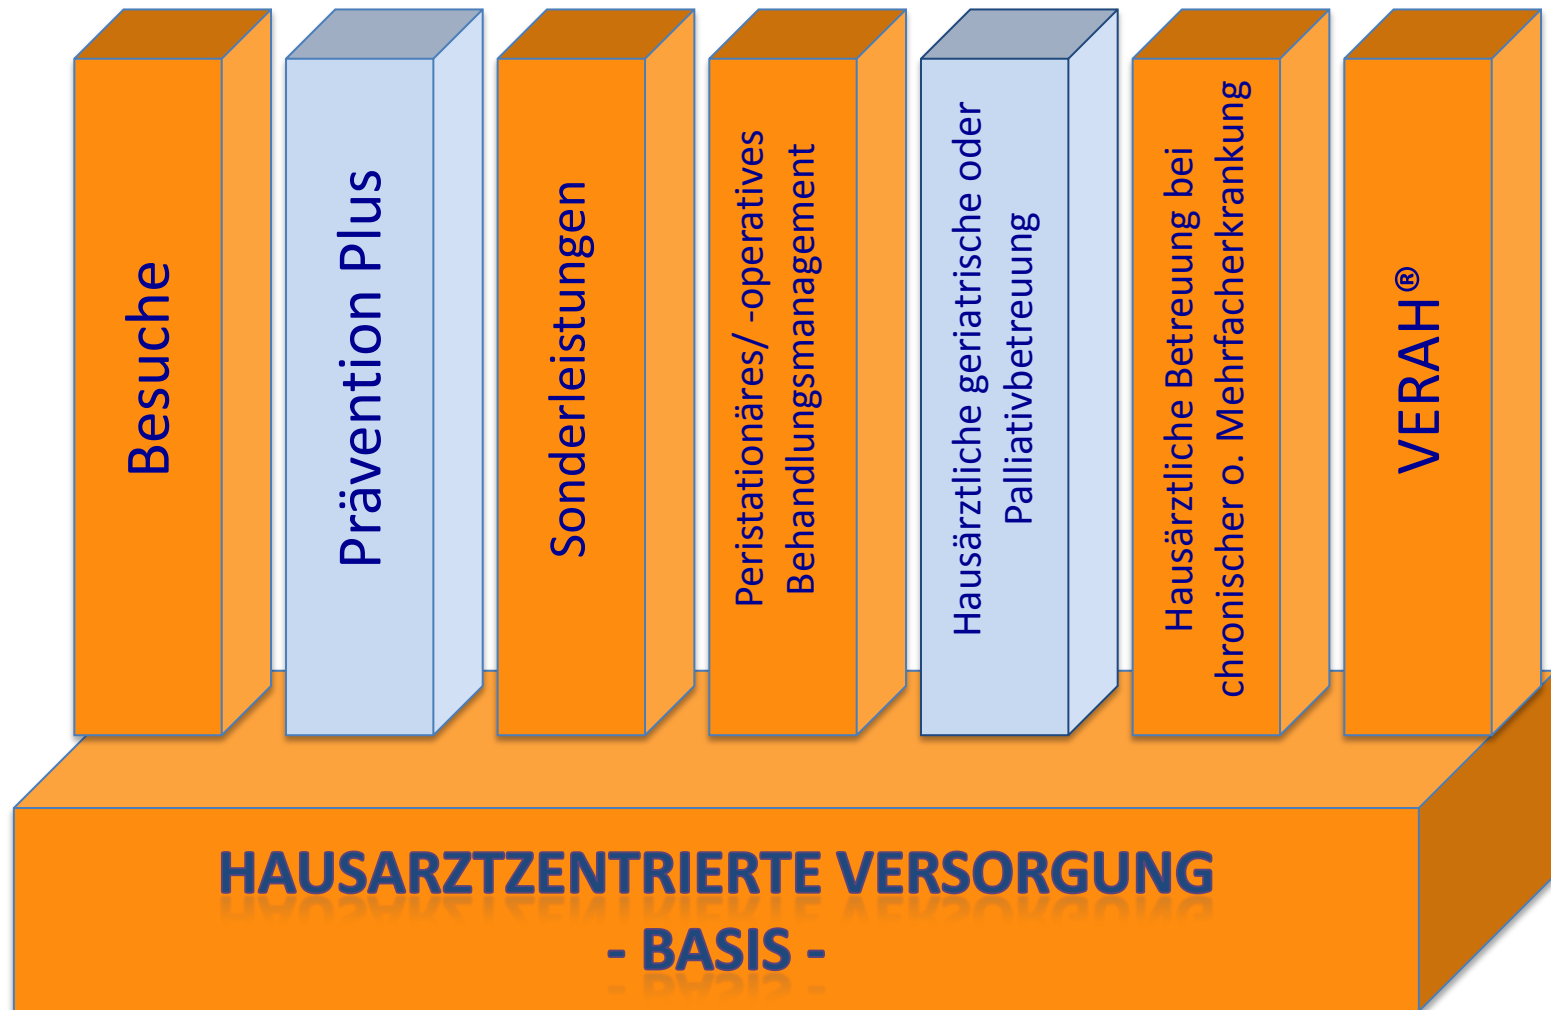 Besuche
Prävention Plus
Sonderleistungen
Peristationäres/ -operatives
Behandlungsmanagement
Hausärztliche geriatrische oder
Palliativbetreuung
Hausärztliche Betreuung bei
chronischer o. Mehrfacherkrankung
VERAH®
HAUSARZTZENTRIERTE VERSORGUNG
- BASIS -